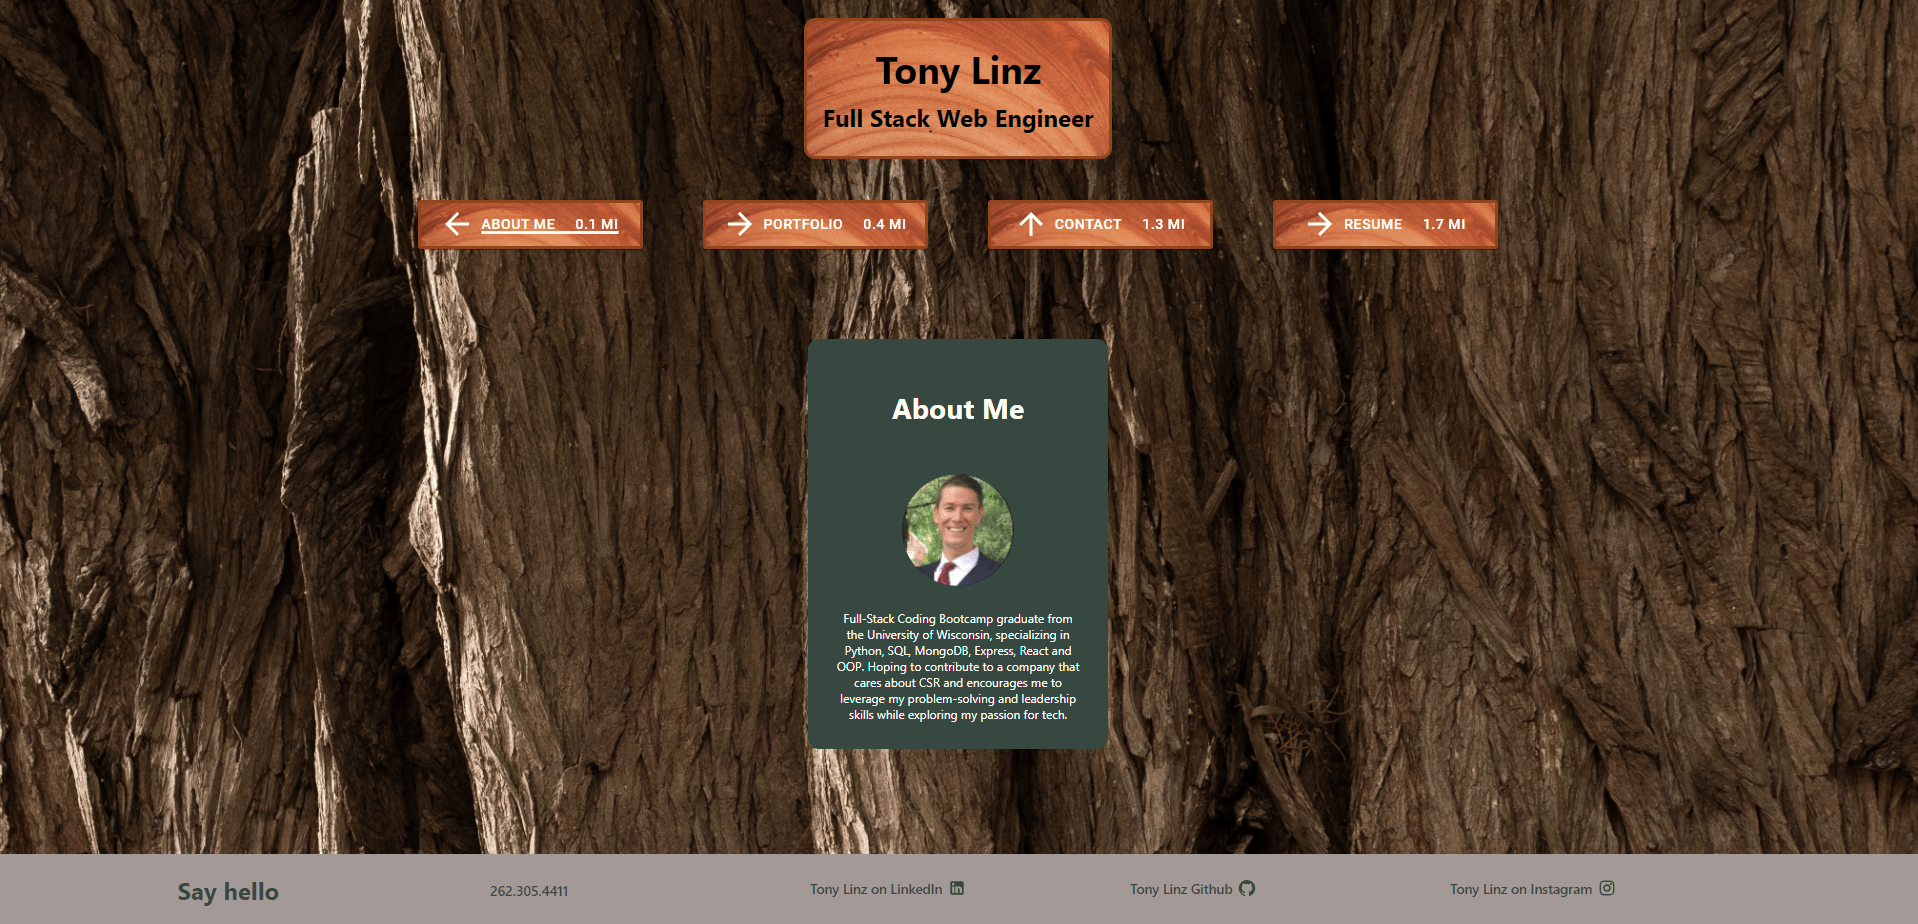 Tony Linz
Full Stack Web Engineer
ABOUT ME 0.1 MI
PORTFOLIO 0.4 MI
CONTACT 1.3 MI
RESUME 1.7 MI
About Me
Full-Stack Coding Bootcamp graduate from
the University of Wisconsin, specializing in
Python, SQL, MongoDB, Express, React and
OOP. Hoping to contribute to a company that
cares about CSR and encourages me to
leverage my problem-solving and leadership
skills while exploring my passion for tech.
Say hello
262.305.4411
Tony Linz on LinkedIn
Tony Linz Github
Tony Linz on Instagram